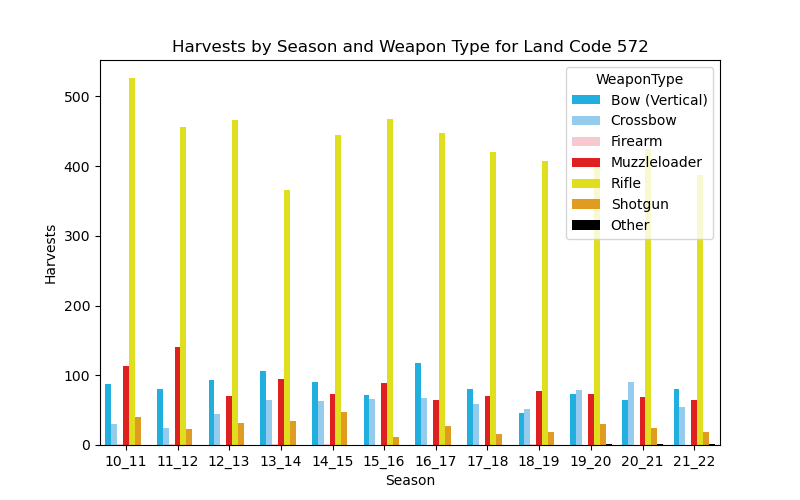 Harvests by Season and Weapon Type for Land Code 572
WeaponType
Bow (Vertical)
Crossbow
Firearm
Muzzleloader
Rifle
Shotgun
Other
Harvests
500
400
300
200
100
0
10_11 11_12 12_13 13_14 14_15 15_16 16_17 17_18 18_19 19_20 20_21 21_22
Season